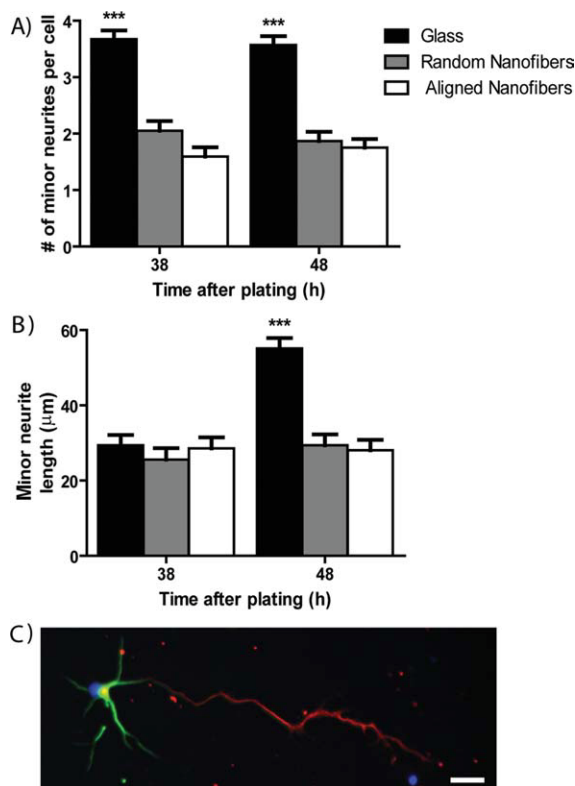 A)
***
***
Glass
Random Nanofibers
Aligned Nanofibers
# of minor neurites per cell
4
3
2
1
0
38
48
Time after plating (h)
B)
***
Minor neurite
length (μm)
60
40
20
0
38
48
Time after plating (h)
C)